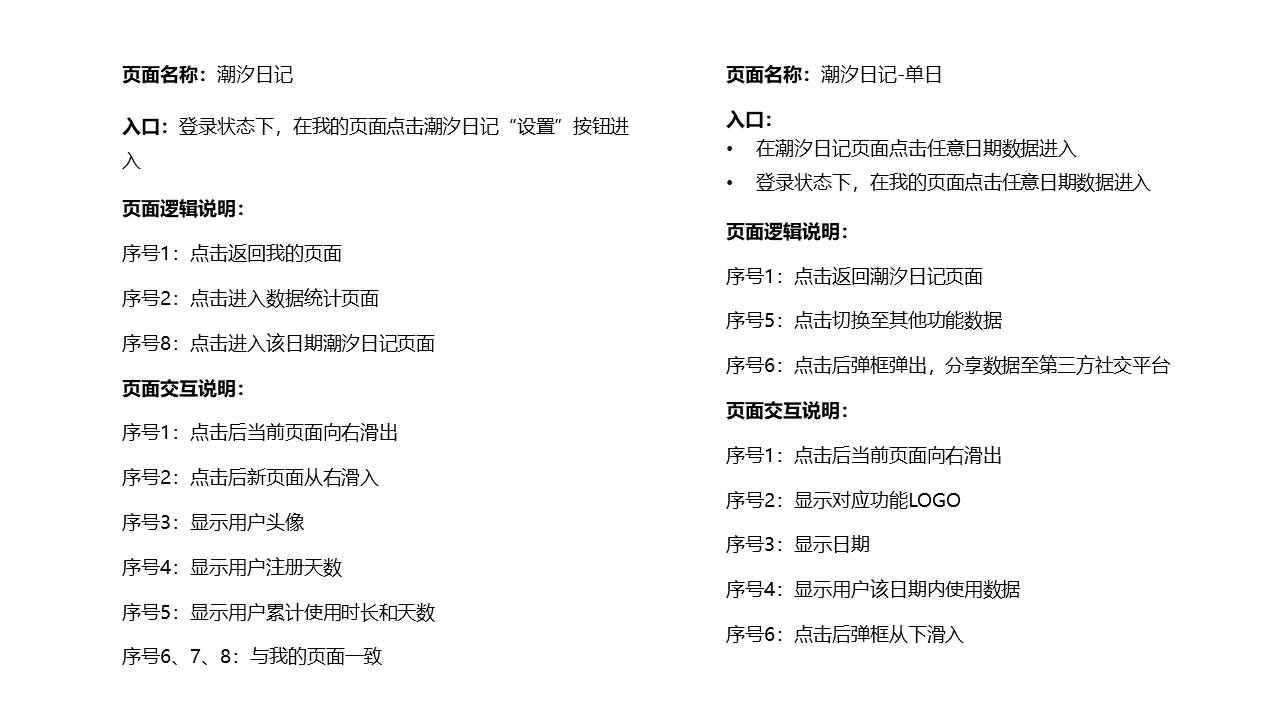 页面名称：潮汐日记
入口：登录状态下，在我的页面点击潮汐日记“设置”按钮进
入
页面逻辑说明：
序号1：点击返回我的页面
序号2：点击进入数据统计页面
序号8：点击进入该日期潮汐日记页面
页面交互说明：
序号1：点击后当前页面向右滑出
序号2：点击后新页面从右滑入
序号3：显示用户头像
序号4：显示用户注册天数
序号5：显示用户累计使用时长和天数
序号6、7、8：与我的页面一致
页面名称：潮汐日记-单日
入口：
• 在潮汐日记页面点击任意日期数据进入
• 登录状态下，在我的页面点击任意日期数据进入
页面逻辑说明：
序号1：点击返回潮汐日记页面
序号5：点击切换至其他功能数据
序号6：点击后弹框弹出，分享数据至第三方社交平台
页面交互说明：
序号1：点击后当前页面向右滑出
序号2：显示对应功能LOGO
序号3：显示日期
序号4：显示用户该日期内使用数据
序号6：点击后弹框从下滑入